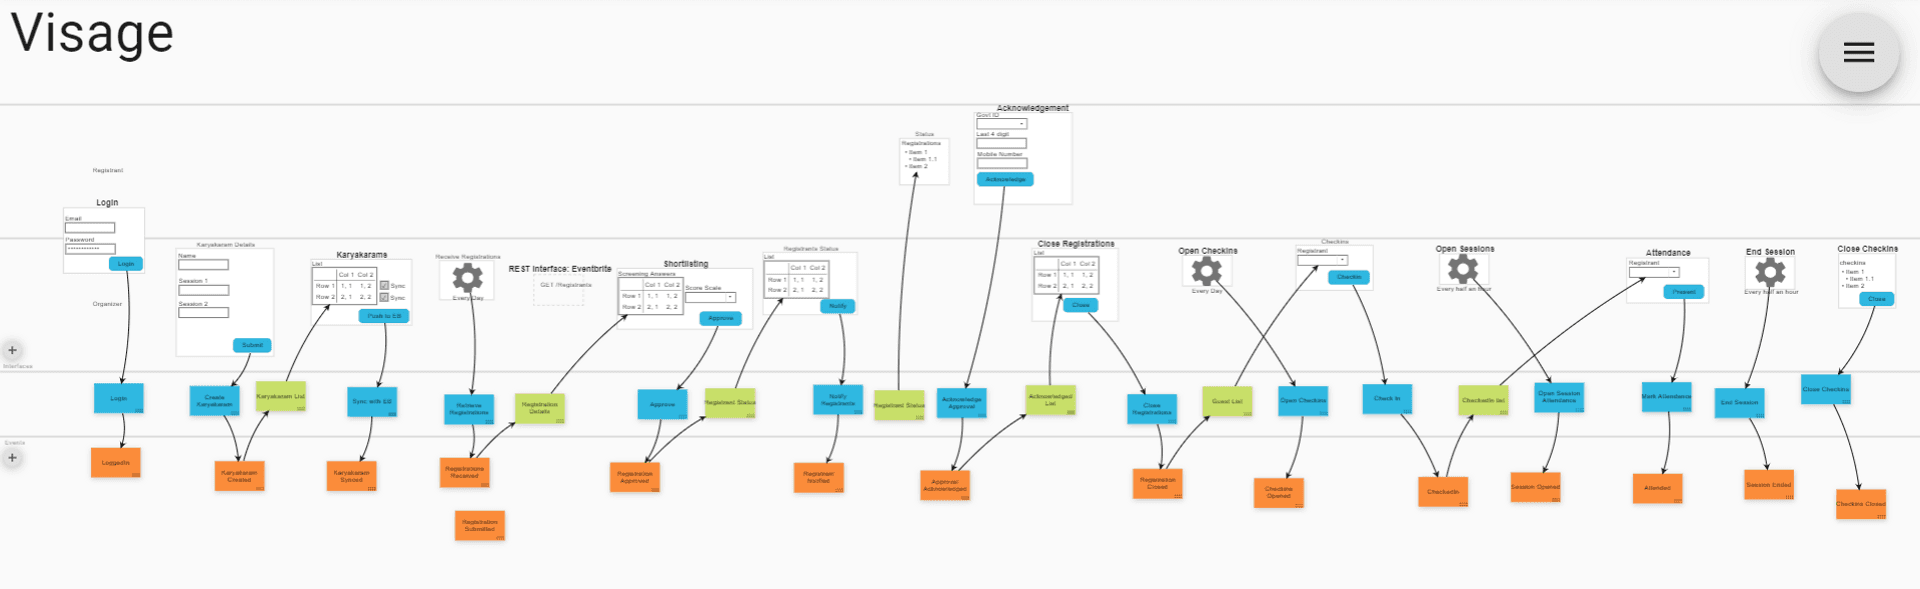 Visage
Acknowledgement
Govt ID
Last 4 digit
Mobile Number
Acknowledge
Status
Registrations
• Item 1
• Item 1.1
• Item 2
Registrant
Login
Email
Password
Login
Organizer
Karyakaram Details
Name
Session 1
Session 2
Submit
Karyakarams
List
Col 1 Col 2
Row 1 1, 1 1, 2 Sync
Row 2 2, 1 2, 2 Sync
Push to EB
Receive Registrations
Every Day
REST Interface: Eventbrite
GET /Registrants
Shortlisting
Screening Answers
Col 1 Col 2
Score Scale
Row 1 1, 1 1, 2
Row 2 2, 1 2, 2
Approve
Registrants Status
List
Col 1 Col 2
Row 1 1, 1 1, 2
Row 2 2, 1 2, 2
Notify
Close Registrations
List
Col 1 Col 2
Row 1 1, 1 1, 2
Row 2 2, 1 2, 2
Close
Open Checkins
Every Day
Checkins
Registrant
Checkin
Open Sessions
Every half an hour
Attendance
Registrant
Present
End Session
Every half an hour
Close Checkins
checkins
• Item 1
• Item 1.1
• Item 2
Close
Login
Create
Karyakaram
Karyakaram List
Sync with EB
Retrieve
Registrations
Registration
Details
Approve
Registrant Status
Notify
Registrants
Registrant Status
Acknowledge
Approval
Acknowledged
List
Close
Registrations
Guest List
Open Checkins
Check In
CheckedIn list
Open Session
Attendance
Mark Attendance
End Session
Close Checkins
Events
LoggedIn
Karyakaram
Created
Karyakaram
Synced
Registrations
Received
Registration
Submitted
Registration
Approved
Registrant
Notified
Approval
Acknowledged
Registration
Closed
Checkins
Opened
CheckedIn
Session Opened
Attended
Session Ended
Checkins Closed